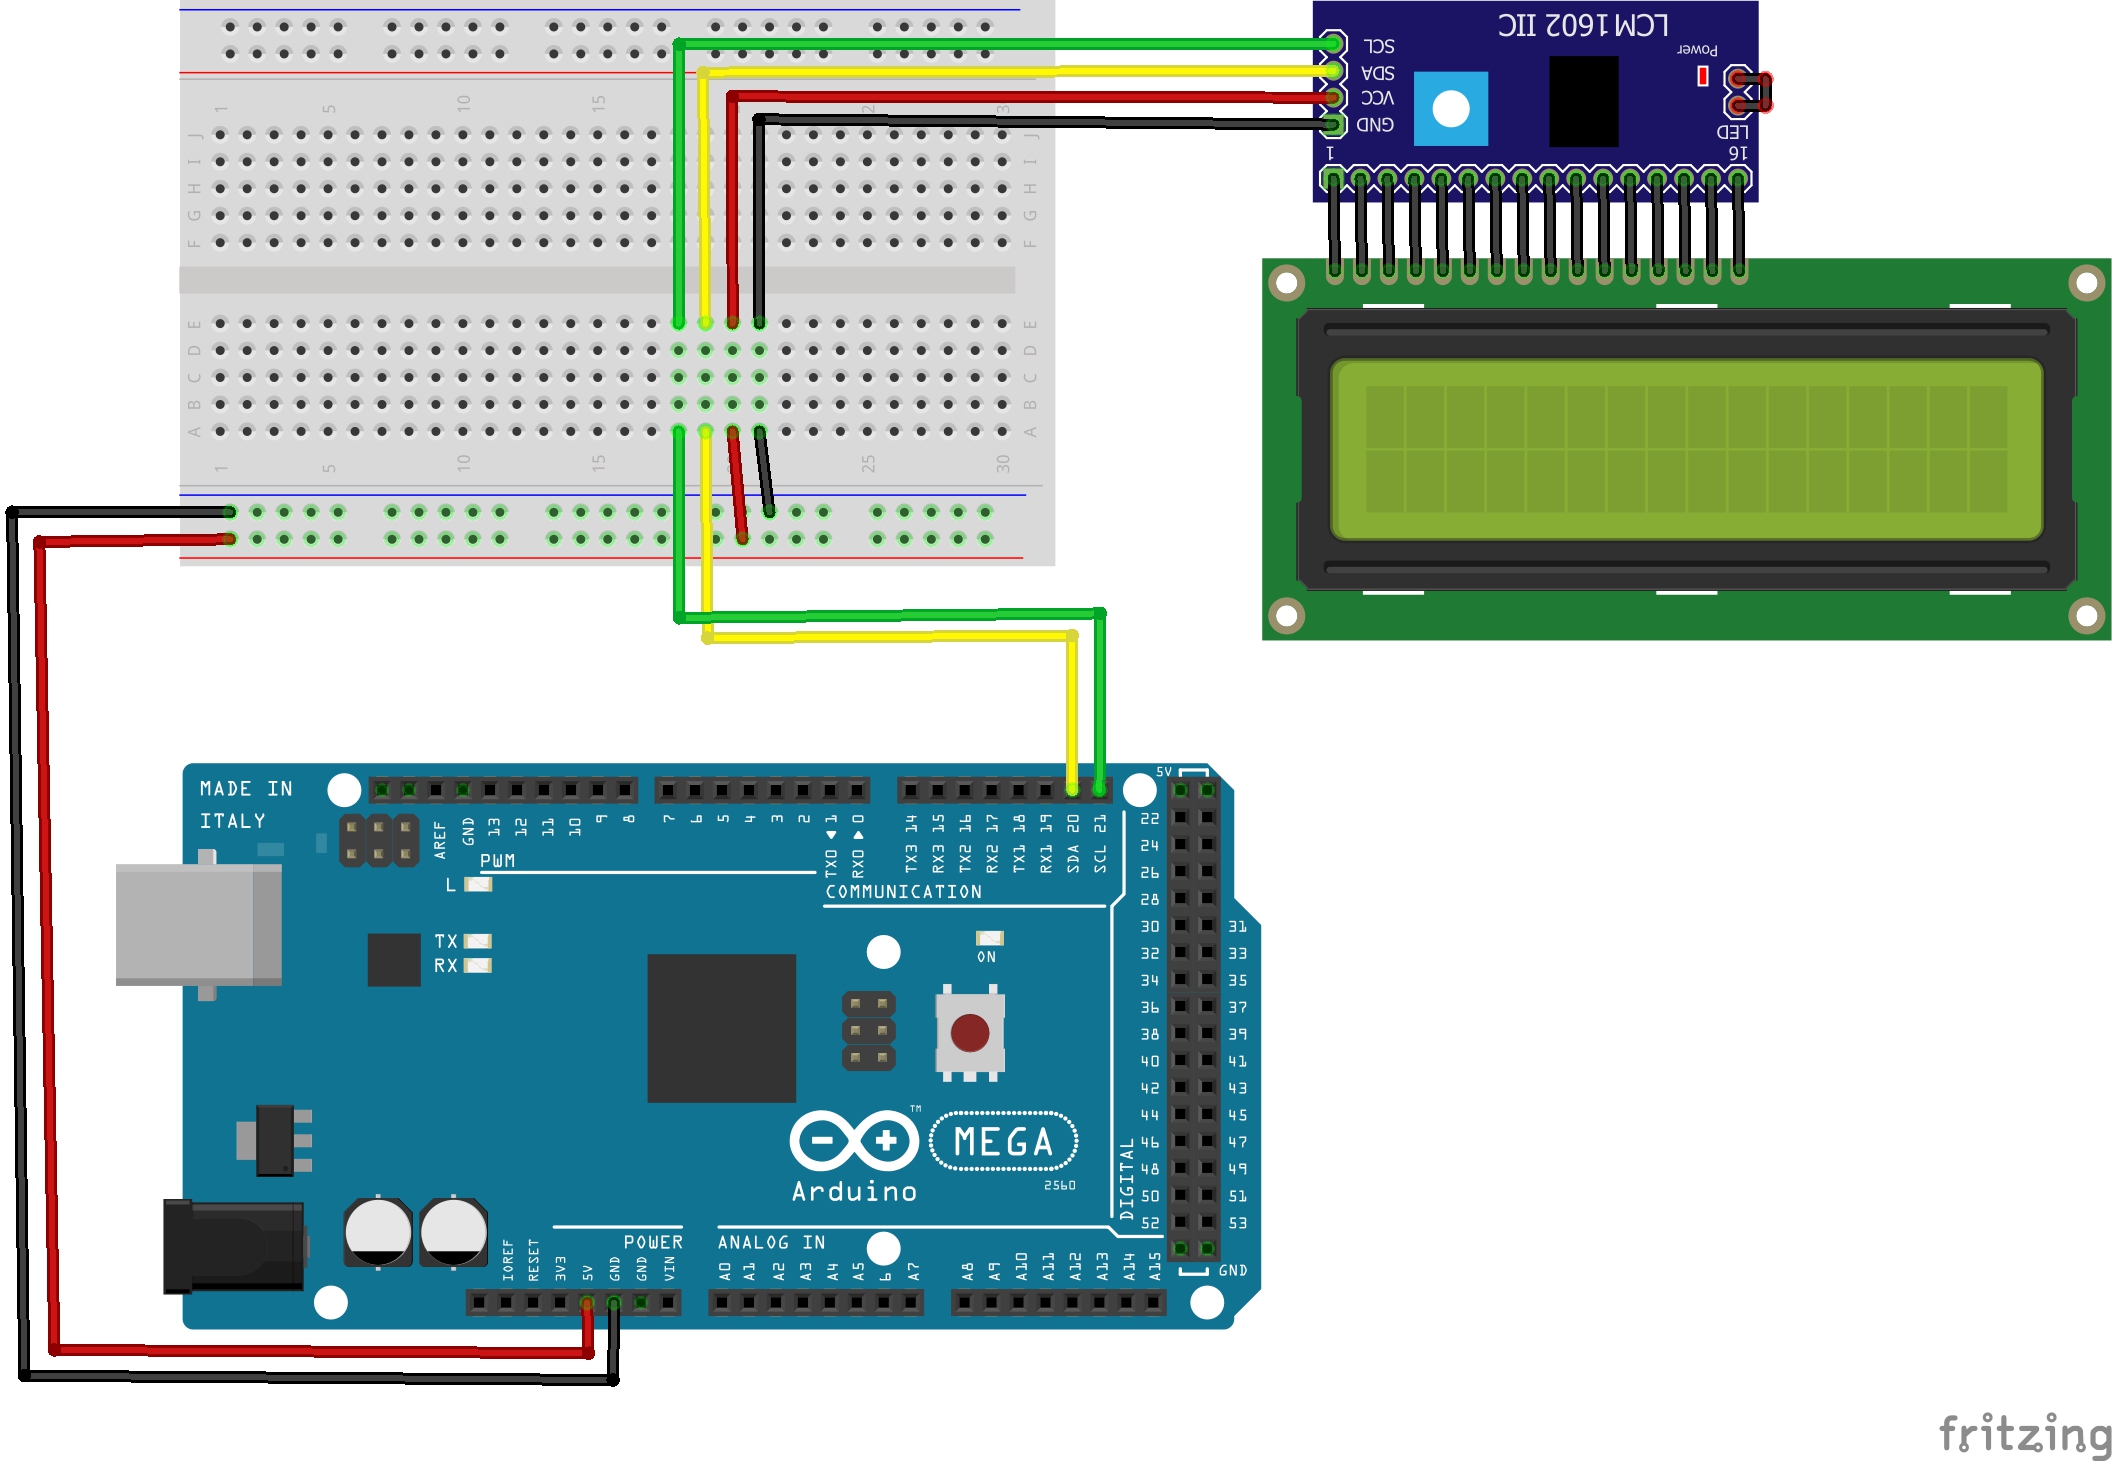 LCM1602 IIC
SCL
SDA
VCC
GND
Power
LED
1
16
1
5
10
15
2
J
I
H
G
F
J
I
H
G
F
E
D
C
B
A
E
D
C
B
A
1
5
10
15
25
30
MADE IN
ITALY
AREF
GND
13
12
11
10
9
8
7
6
5
4
3
2
TX0 1
RX0 0
TX3 14
RX3 15
TX2 16
RX2 17
TX1 18
RX1 19
SDA 20
SCL 21
5V
PWM
COMMUNICATION
L
TX
RX
ON
22
24
26
28
30 31
32 33
34 35
36 37
38 39
40 41
42 43
44 45
46 47
48 49
50 51
52 53
DIGITAL
GND
MEGA
TM
2560
Arduino
POWER
ANALOG IN
IOREF
RESET
3V3
5V
GND
GND
VIN
A0
A1
A2
A3
A4
A5
6
A7
A8
A9
A10
A11
A12
A13
A14
A15
fritzing